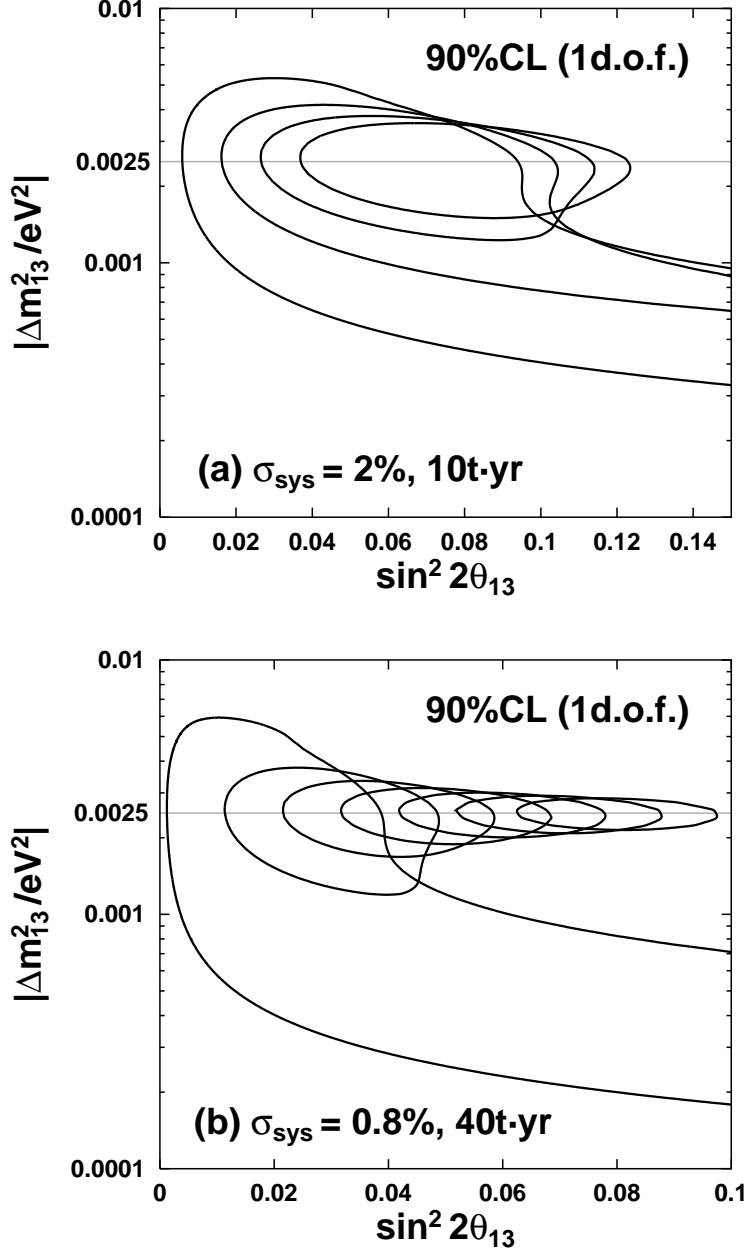 0.01
90%CL (1d.o.f.)
0.0025
|Δm²₁₃/eV²|
0.001
(a) σsys = 2%, 10t·yr
0.0001
0 0.02 0.04 0.06 0.08 0.1 0.12 0.14
sin² 2θ₁₃
0.01
90%CL (1d.o.f.)
0.0025
|Δm²₁₃/eV²|
0.001
(b) σsys = 0.8%, 40t·yr
0.0001
0 0.02 0.04 0.06 0.08 0.1
sin² 2θ₁₃